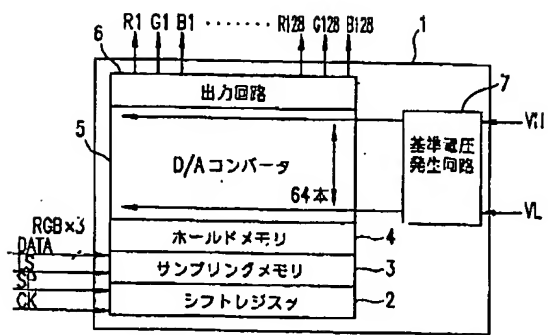 R1 G1 B1 ········ R128 G128 B128
6
1
出力回路
7
5
D/Aコンバータ
基準電圧
発生回路
VH
64本
VL
RGB×3
DATA
ホールドメモリ
4
LS
サンプリングメモリ
3
SP
シフトレジスタ
2
CK